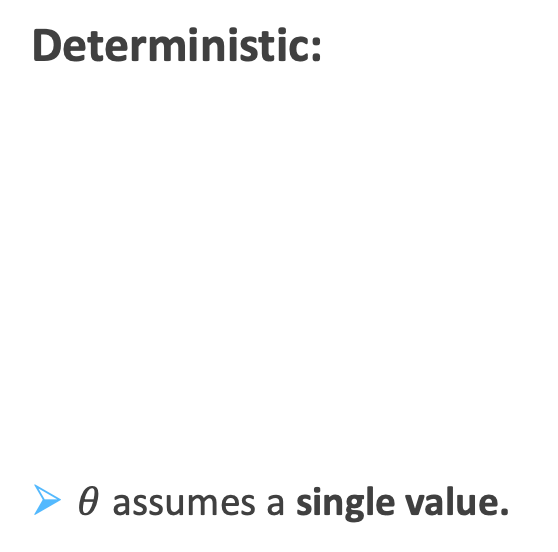 Deterministic:
➢ θ assumes a single value.